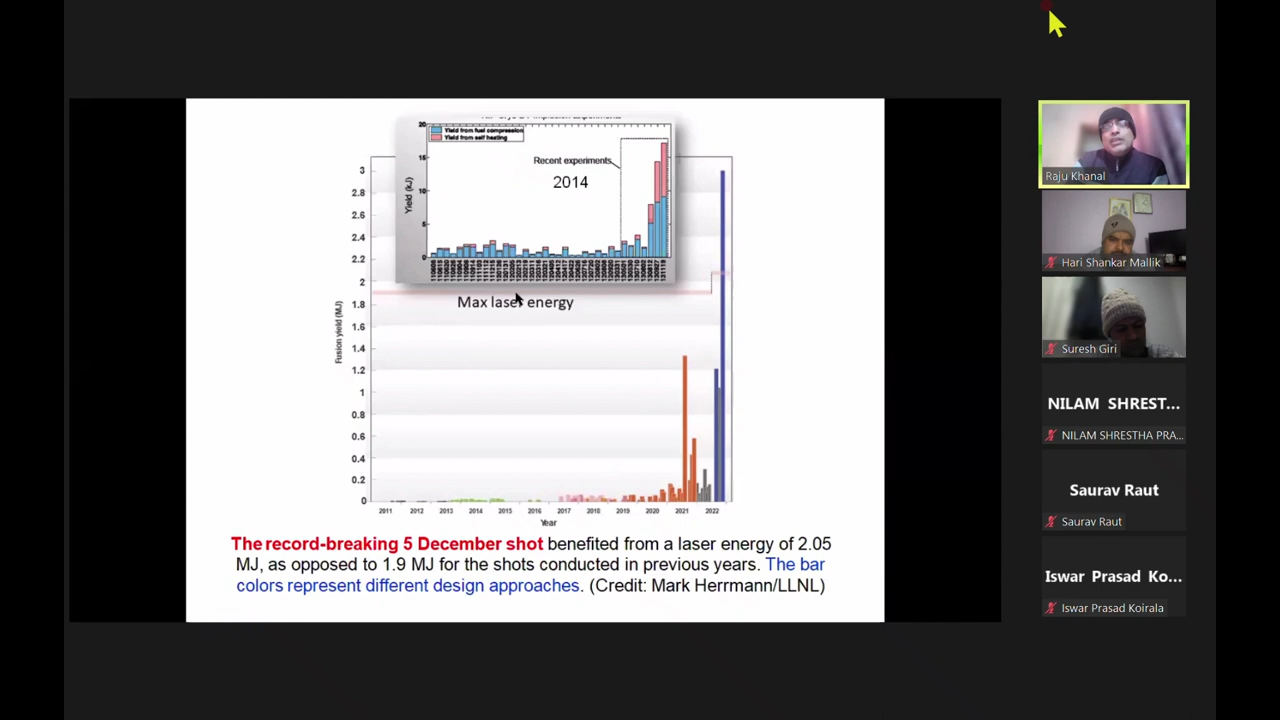 Yield from fuel compression
Yield from self heating
20
15
10
5
0
Yield (kJ)
Recent experiments
2014
3
2.8
2.6
2.4
2.2
2
1.8
1.6
1.4
1.2
1
0.8
0.6
0.4
0.2
0
Fusion yield (MJ)
Max laser energy
2011 2012 2013 2014 2015 2016 2017 2018 2019 2020 2021 2022
Year
The record-breaking 5 December shot benefited from a laser energy of 2.05
MJ, as opposed to 1.9 MJ for the shots conducted in previous years. The bar
colors represent different design approaches. (Credit: Mark Herrmann/LLNL)
Raju Khanal
Hari Shankar Mallik
Suresh Giri
NILAM SHREST...
NILAM SHRESTHA PRA...
Saurav Raut
Saurav Raut
Iswar Prasad Ko...
Iswar Prasad Koirala